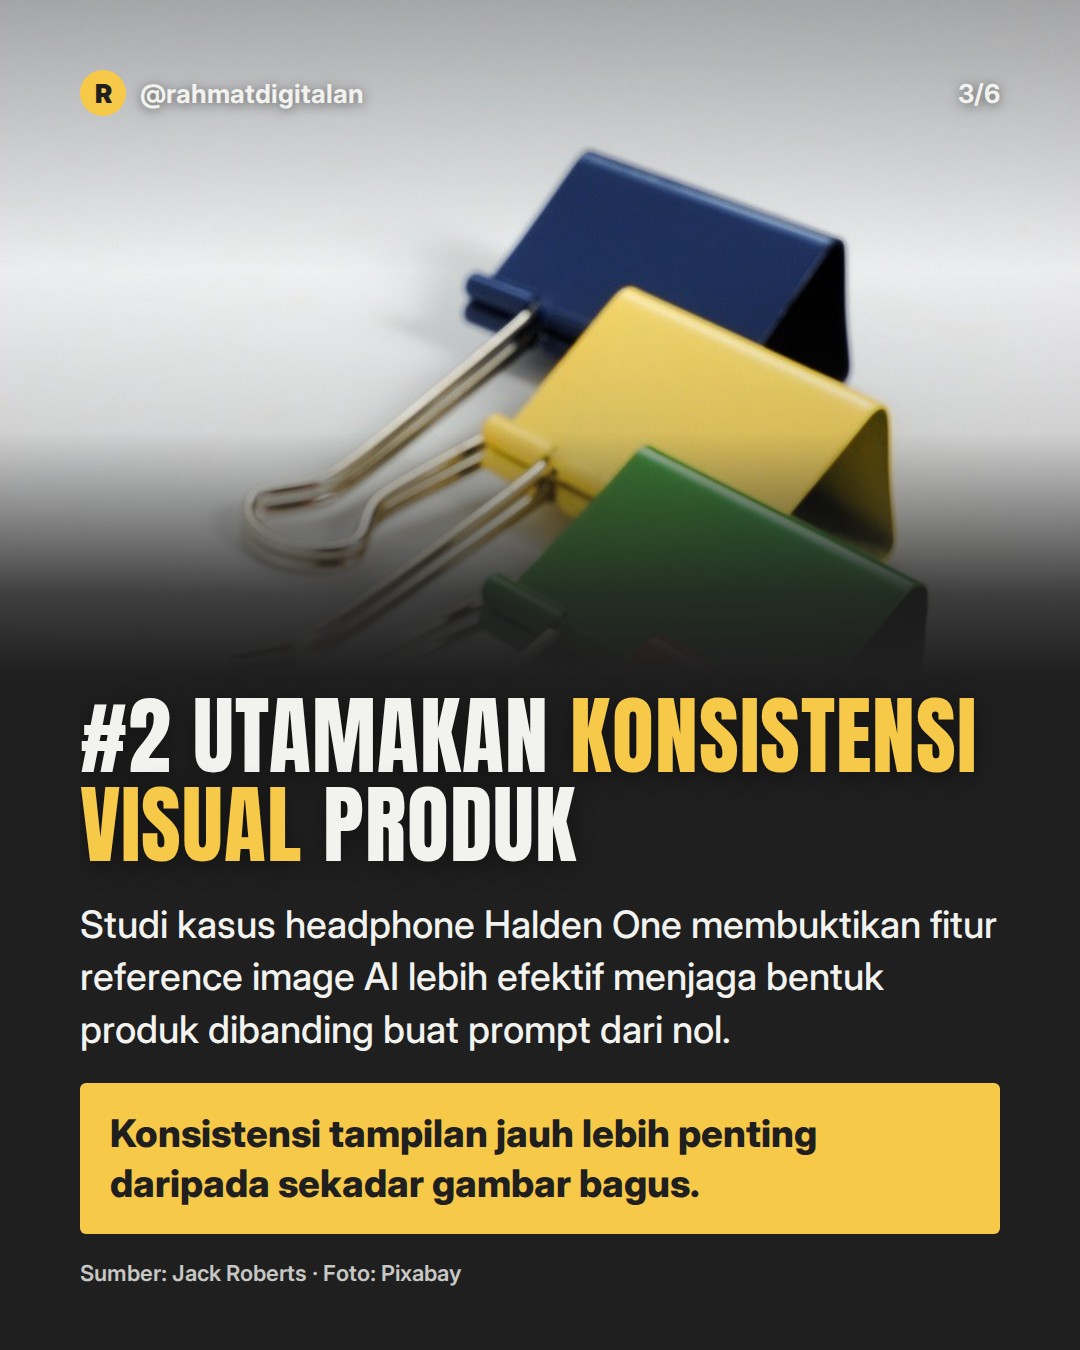 R @rahmatdigitalan
3/6
#2 UTAMAKAN KONSISTENSI
VISUAL PRODUK
Studi kasus headphone Halden One membuktikan fitur
reference image AI lebih efektif menjaga bentuk
produk dibanding buat prompt dari nol.
Konsistensi tampilan jauh lebih penting
daripada sekadar gambar bagus.
Sumber: Jack Roberts · Foto: Pixabay